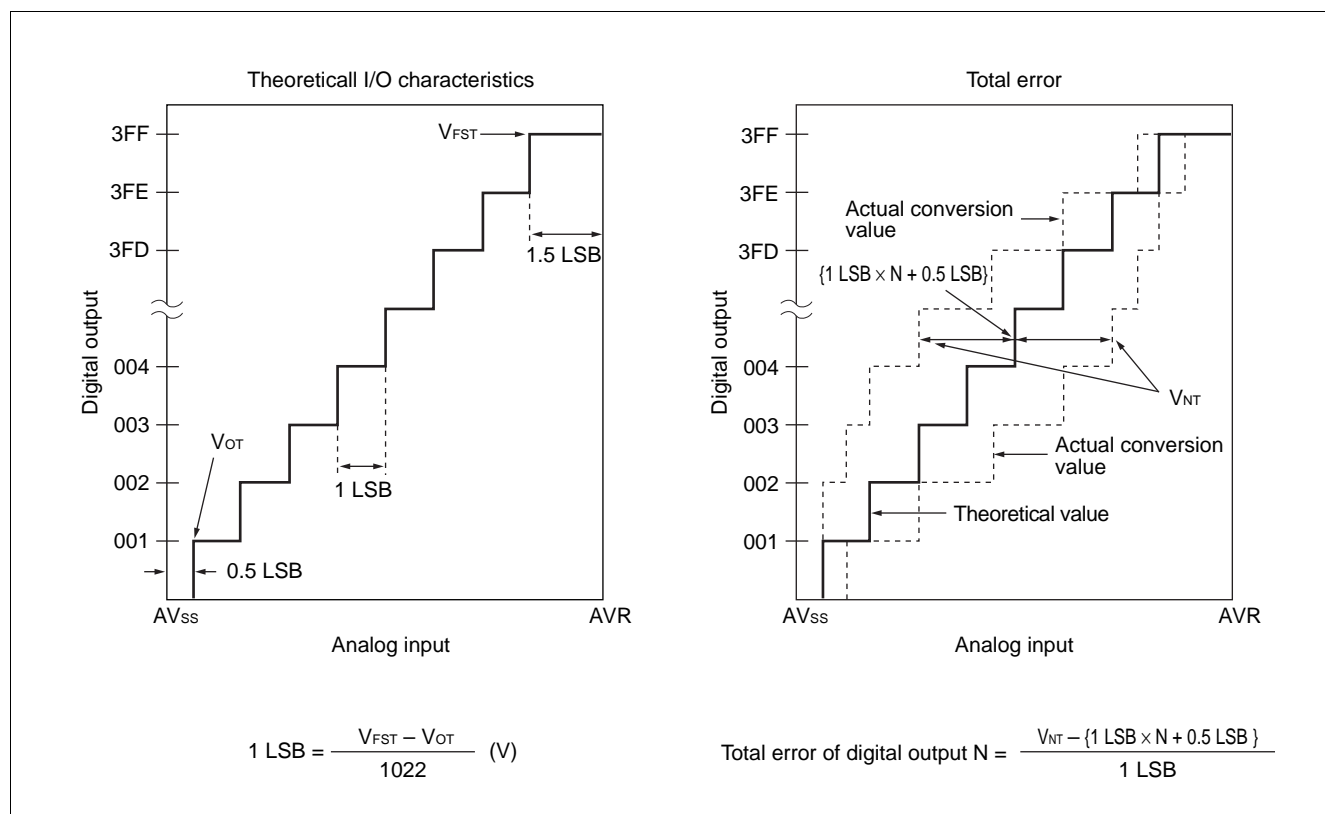 Theoreticall I/O characteristics
3FF
3FE
3FD
004
003
002
001
Digital output
VFST
1.5 LSB
VOT
1 LSB
0.5 LSB
AVSS
AVR
Analog input
1 LSB = VFST – VOT / 1022 (V)
Total error
3FF
3FE
3FD
004
003
002
001
Digital output
Actual conversion
value
{1 LSB × N + 0.5 LSB}
VNT
Actual conversion
value
Theoretical value
AVSS
AVR
Analog input
Total error of digital output N = VNT – {1 LSB × N + 0.5 LSB } / 1 LSB